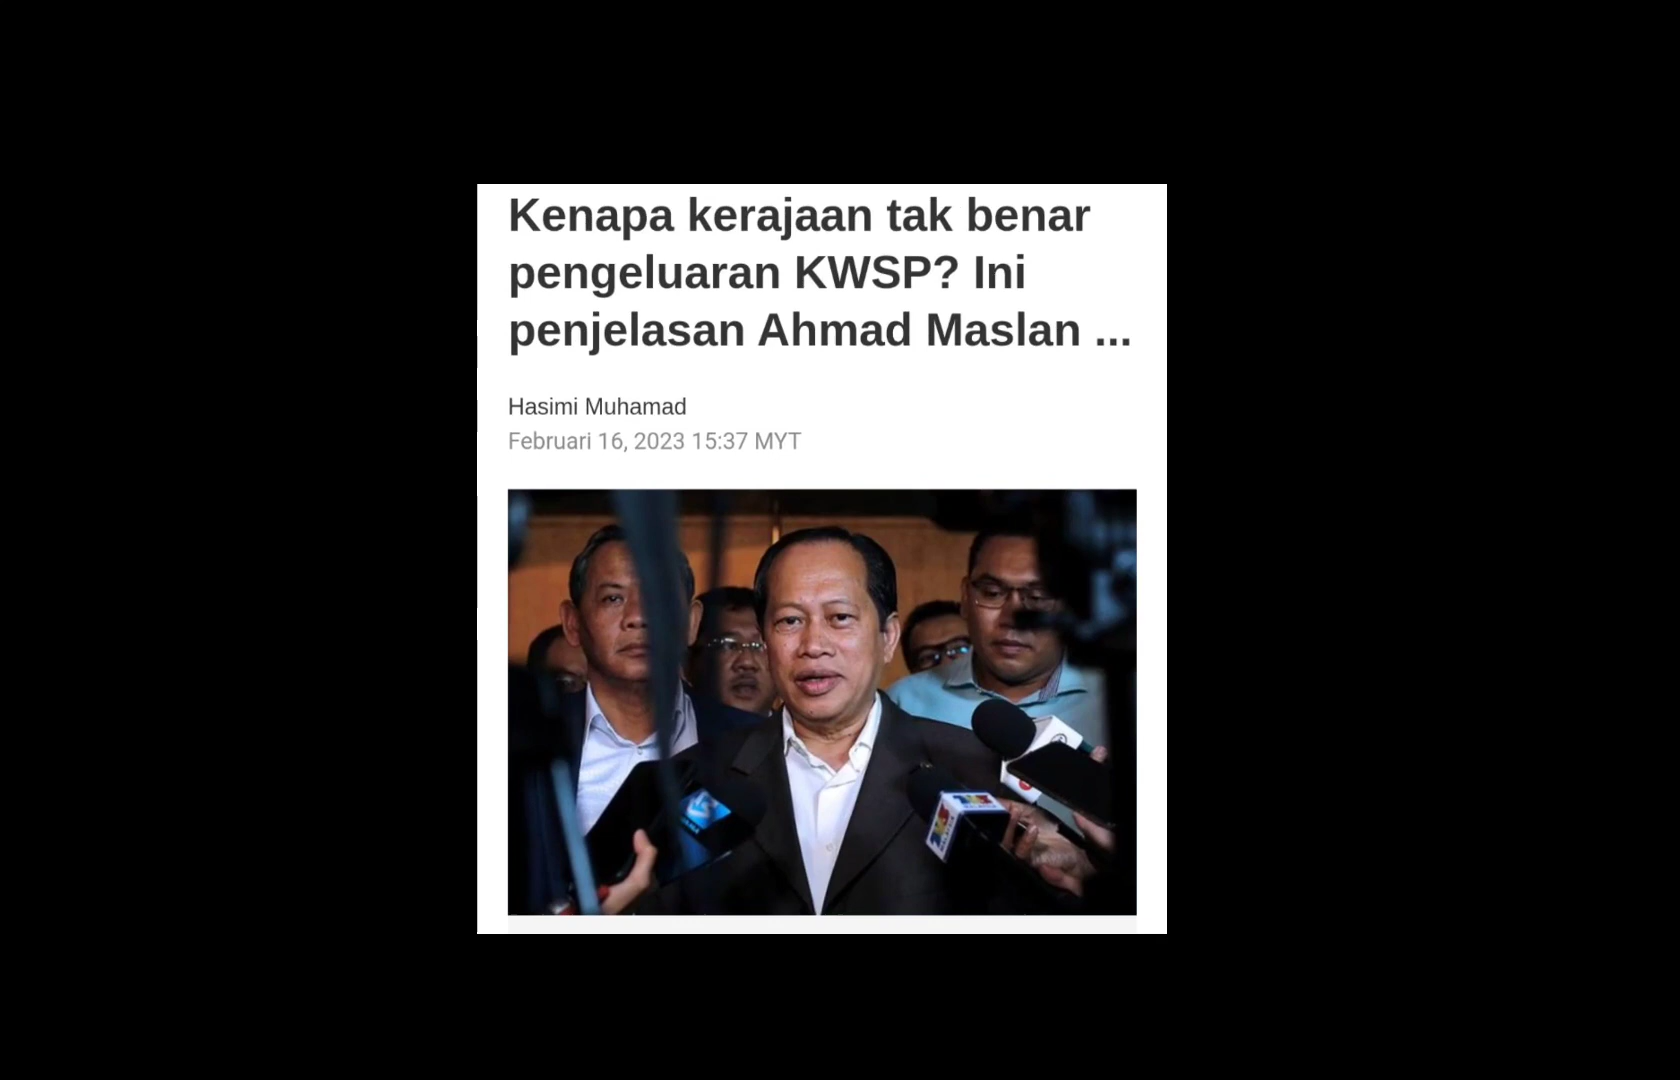 Kenapa kerajaan tak benar
pengeluaran KWSP? Ini
penjelasan Ahmad Maslan ...
Hasimi Muhamad
Februari 16, 2023 15:37 MYT